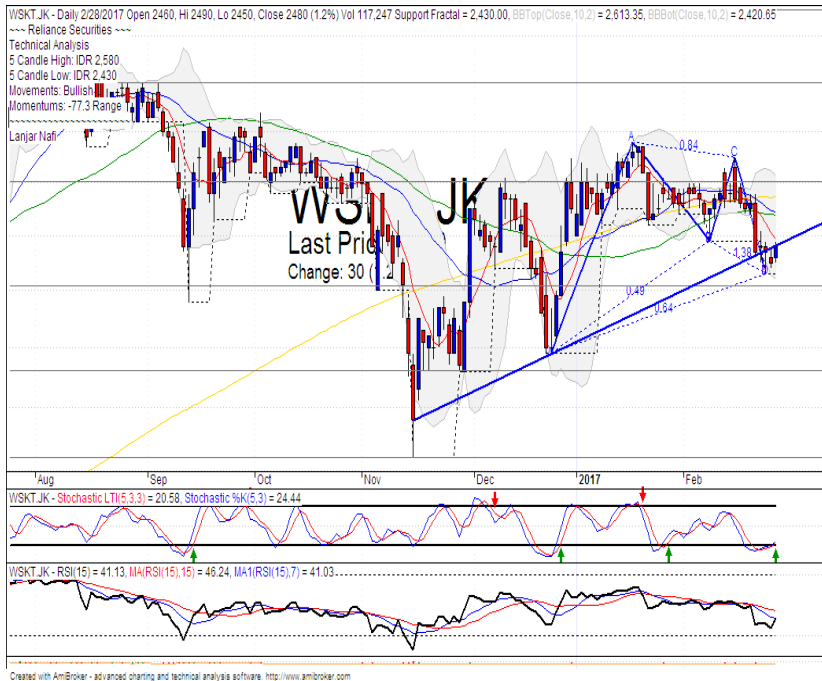 WSKT.JK - Daily 2/28/2017 Open 2460, Hi 2490, Lo 2450, Close 2480 (1.2%) Vol 117,247 Support Fractal = 2,430.00, BBTop(Close,10,2) = 2,613.35, BBBot(Close,10,2) = 2,420.65
~~~ Reliance Securities ~~~
Technical Analysis
5 Candle High: IDR 2,580
5 Candle Low: IDR 2,430
Movements: Bullish
Momentums: -77.3 Range
Lanjar Nafi
A
0.84
C
WSK JK
Last Pric
Change: 30 (1.2
1.38
0.49
0.64
Aug Sep Oct Nov Dec 2017 Feb
WSKT.JK - Stochastic LTI(5,3,3) = 20.58, Stochastic %K(5,3) = 24.44
WSKT.JK - RSI(15) = 41.13, MA(RSI(15),15) = 46.24, MA1(RSI(15),7) = 41.03
Created with AmiBroker - advanced charting and technical analysis software. http://www.amibroker.com